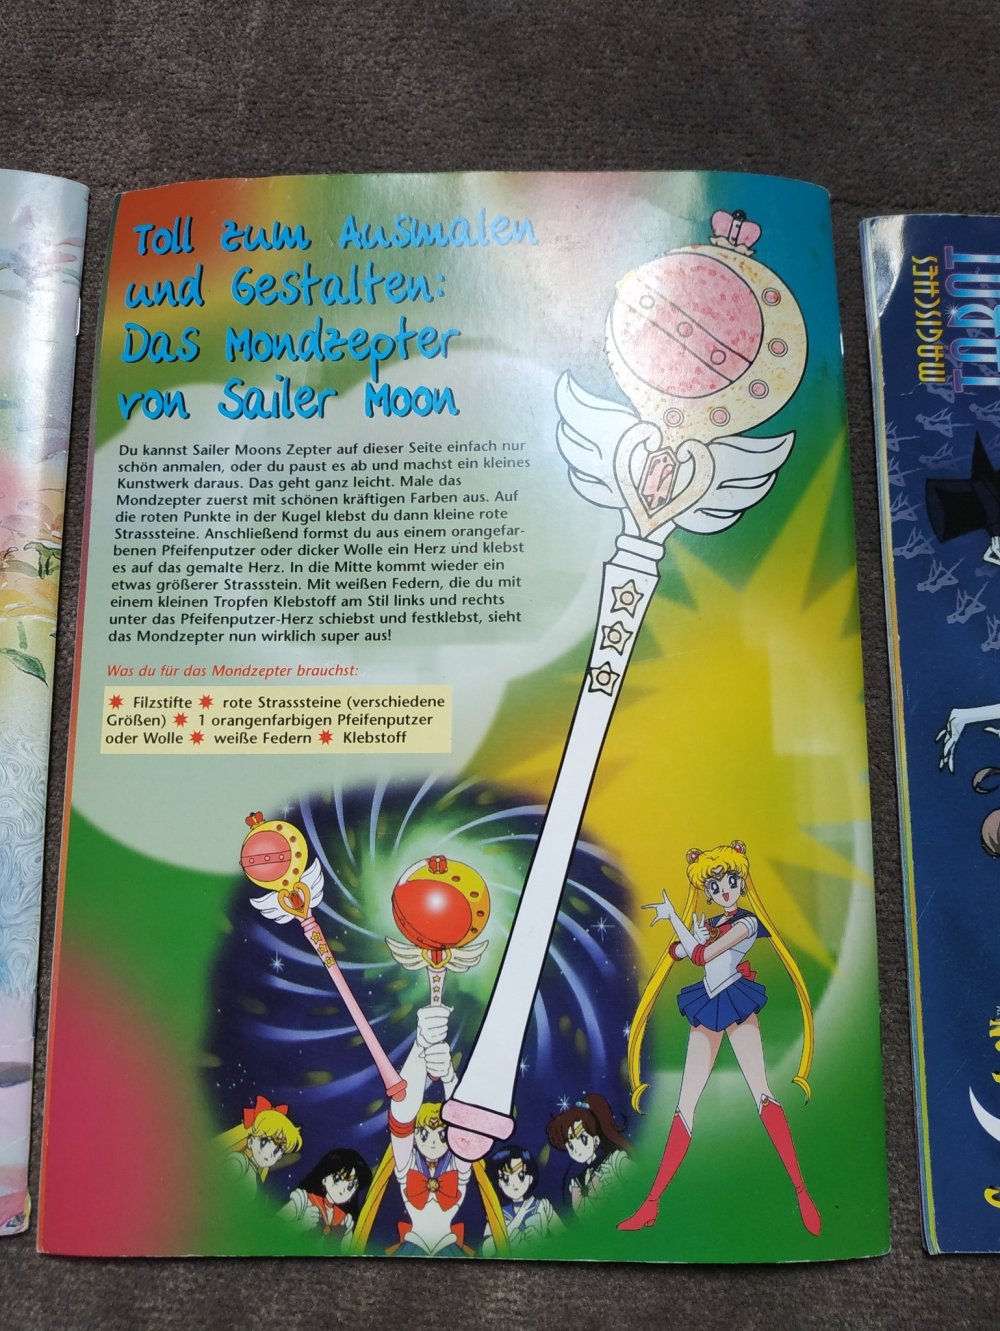 Toll zum Ausmalen
und Gestalten:
Das Mondzepter
von Sailer Moon
Du kannst Sailer Moons Zepter auf dieser Seite einfach nur
schön anmalen, oder du paust es ab und machst ein kleines
Kunstwerk daraus. Das geht ganz leicht. Male das
Mondzepter zuerst mit schönen kräftigen Farben aus. Auf
die roten Punkte in der Kugel klebst du dann kleine rote
Strasssteine. Anschließend formst du aus einem orangefar-
benen Pfeifenputzer oder dicker Wolle ein Herz und klebst
es auf das gemalte Herz. In die Mitte kommt wieder ein
etwas größerer Strassstein. Mit weißen Federn, die du mit
einem kleinen Tropfen Klebstoff am Stil links und rechts
unter das Pfeifenputzer-Herz schiebst und festklebst, sieht
das Mondzepter nun wirklich super aus!
Was du für das Mondzepter brauchst:
Filzstifte rote Strasssteine (verschiedene
Größen) 1 orangenfarbigen Pfeifenputzer
oder Wolle weiße Federn Klebstoff
MAGISCHES
TAROT